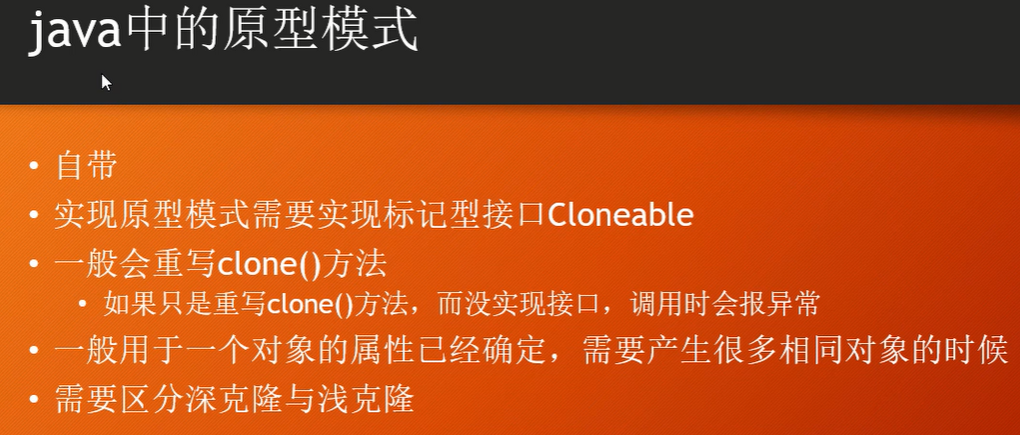 java中的原型模式
• 自带
• 实现原型模式需要实现标记型接口Cloneable
• 一般会重写clone()方法
• 如果只是重写clone()方法，而没实现接口，调用时会报异常
• 一般用于一个对象的属性已经确定，需要产生很多相同对象的时候
• 需要区分深克隆与浅克隆